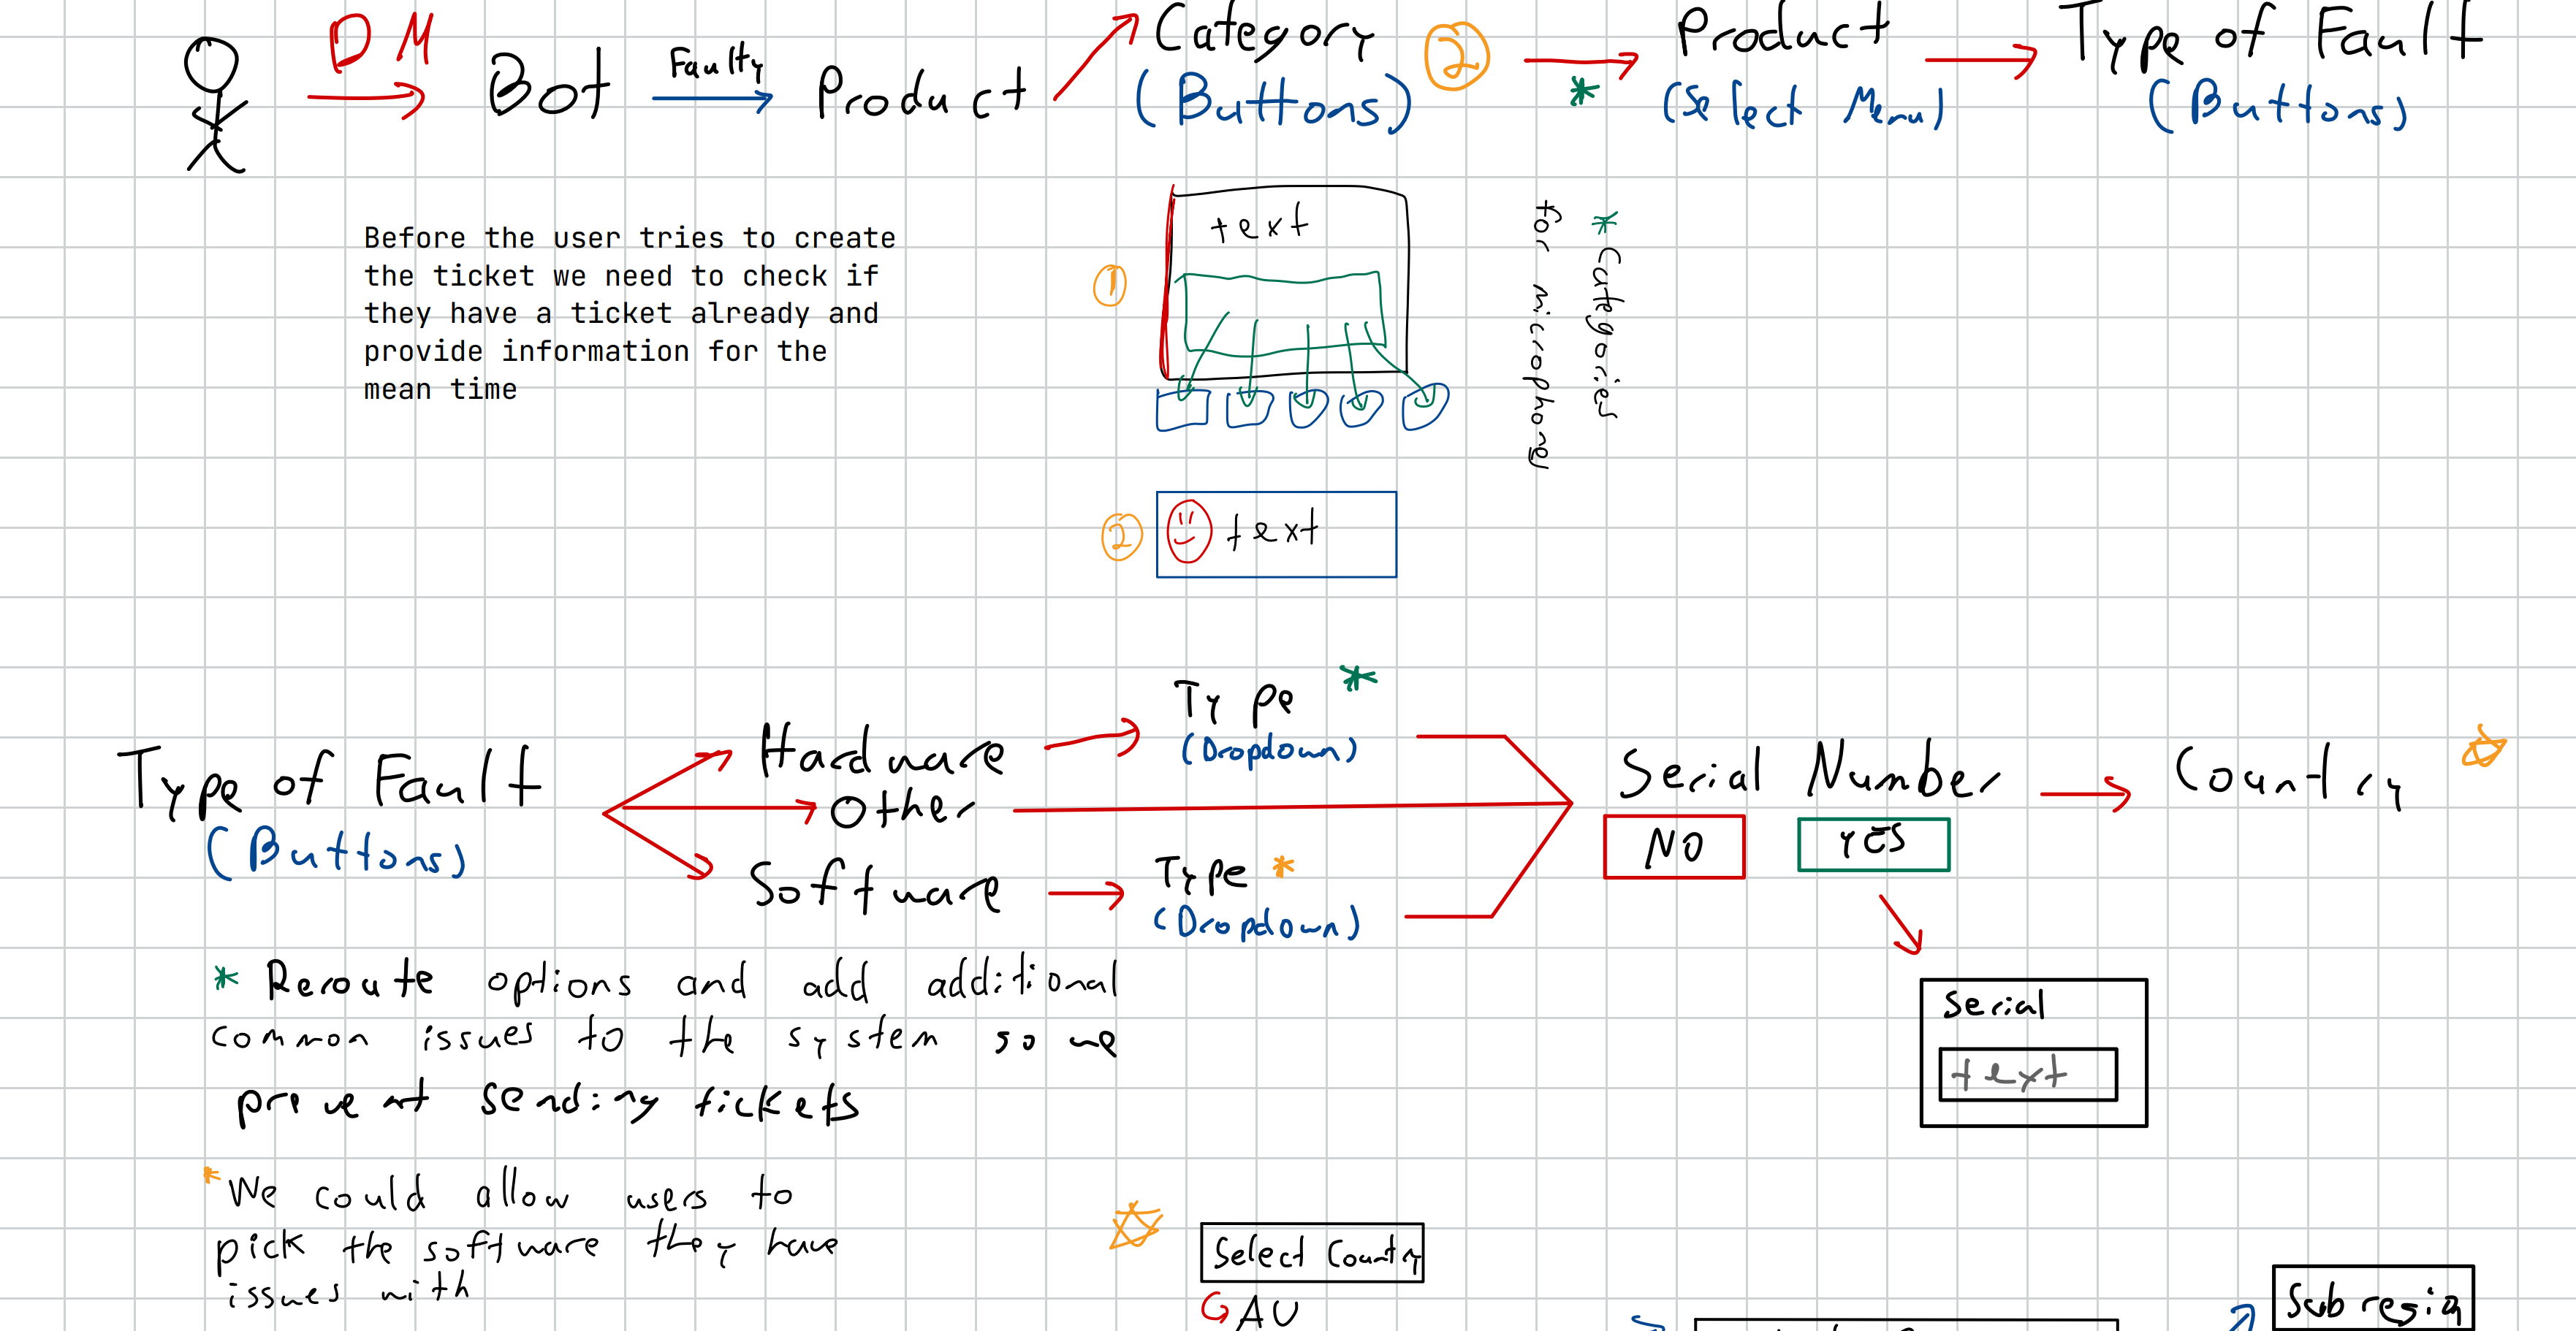 DM
Bot
Faulty
Product
Category
(Buttons)
2
*
Product
(Select Menu)
Type of Fault
(Buttons)
Before the user tries to create
the ticket we need to check if
they have a ticket already and
provide information for the
mean time
1
text
* Categories
for microphones
2
text
Type of Fault
(Buttons)
Hardware
Other
Software
Type *
(Dropdown)
Type *
(Dropdown)
Serial Number
NO
YES
Country
Serial
text
* Reroute options and add additional
common issues to the system so we
prevent sending tickets
* We could allow users to
pick the software they have
issues with
Select Country
AU
Sub region